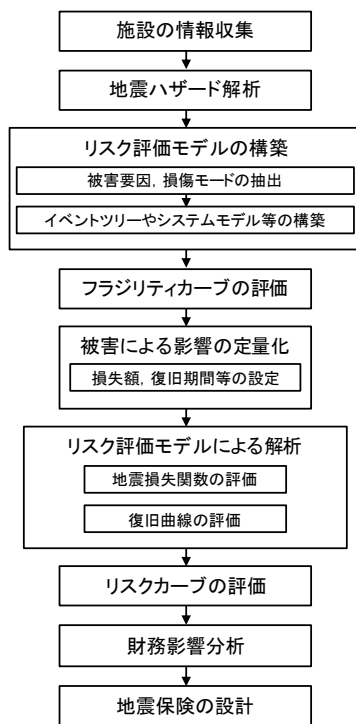 施設の情報収集
地震ハザード解析
リスク評価モデルの構築
被害要因，損傷モードの抽出
イベントツリーやシステムモデル等の構築
フラジリティカーブの評価
被害による影響の定量化
損失額，復旧期間等の設定
リスク評価モデルによる解析
地震損失関数の評価
復旧曲線の評価
リスクカーブの評価
財務影響分析
地震保険の設計